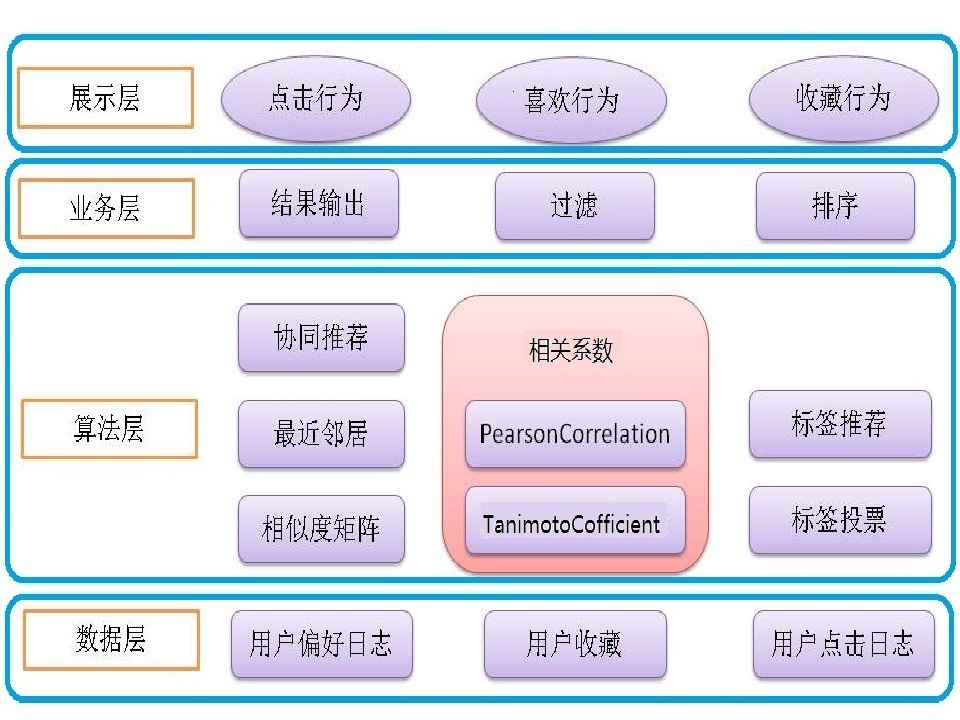 展示层
点击行为
喜欢行为
收藏行为
业务层
结果输出
过滤
排序
算法层
协同推荐
最近邻居
相似度矩阵
相关系数
PearsonCorrelation
TanimotoCofficient
标签推荐
标签投票
数据层
用户偏好日志
用户收藏
用户点击日志